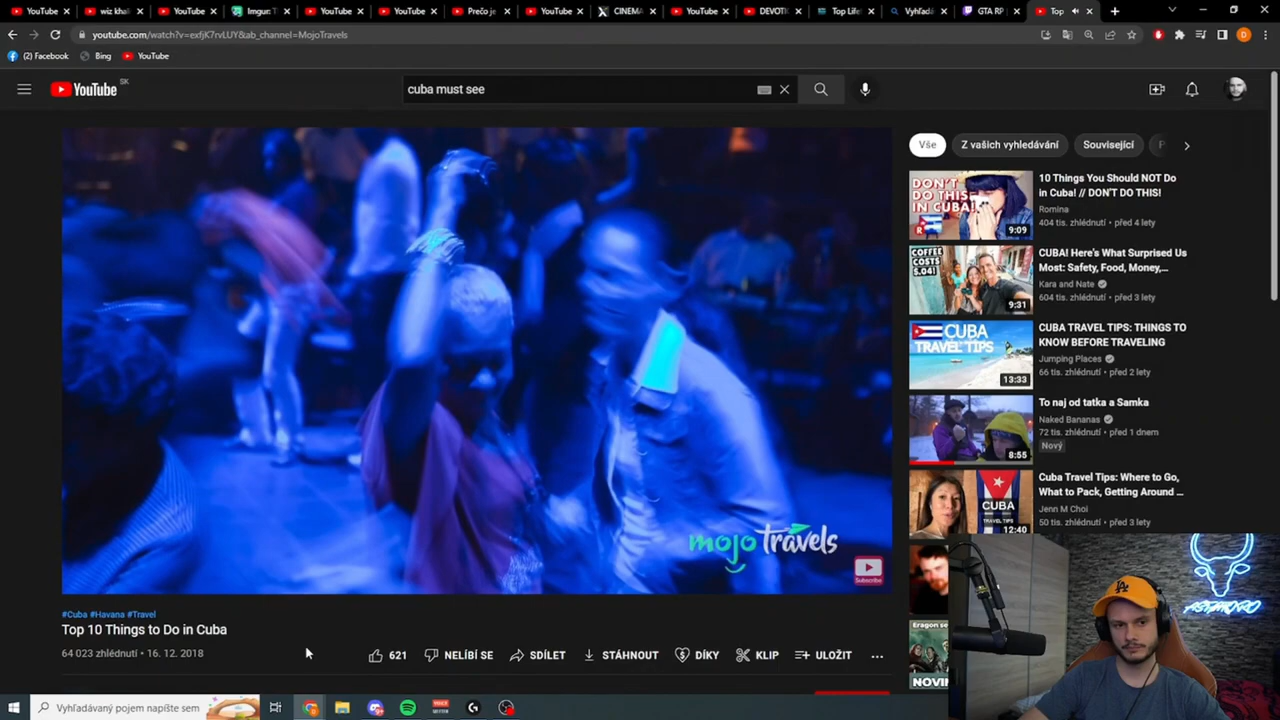 YouTube
wiz khal
YouTube
Imgur: T
YouTube
YouTube
Prečo je
YouTube
CINEMA
YouTube
DEVOTI
Top Life
Vyhľada
GTA RP |
Top
youtube.com/watch?v=exfjK7rvLUY&ab_channel=MojoTravels
(2) Facebook
Bing
YouTube
YouTube SK
cuba must see
Vše
Z vašich vyhledávání
Související
DON'T DO THIS IN CUBA!
9:09
10 Things You Should NOT Do
in Cuba! // DON'T DO THIS!
Romina
404 tis. zhlédnutí • před 4 lety
COFFEE COSTS $.04!
9:31
CUBA! Here's What Surprised Us
Most: Safety, Food, Money,...
Kara and Nate
604 tis. zhlédnutí • před 3 lety
CUBA
TRAVEL TIPS
13:33
CUBA TRAVEL TIPS: THINGS TO
KNOW BEFORE TRAVELING
Jumping Places
66 tis. zhlédnutí • před 2 lety
8:55
To naj od tatka a Samka
Naked Bananas
72 tis. zhlédnutí • před 1 dnem
Nový
CUBA
TRAVEL TIPS
12:40
Cuba Travel Tips: Where to Go,
What to Pack, Getting Around ...
Jenn M Choi
50 tis. zhlédnutí • před 3 lety
mojo travels
Subscribe
#Cuba #Havana #Travel
Top 10 Things to Do in Cuba
64 023 zhlédnutí • 16. 12. 2018
621
NELÍBÍ SE
SDÍLET
STÁHNOUT
DÍKY
KLIP
ULOŽIT
Eragon se
NOVIN
LA
Vyhľadávaný pojem napíšte sem